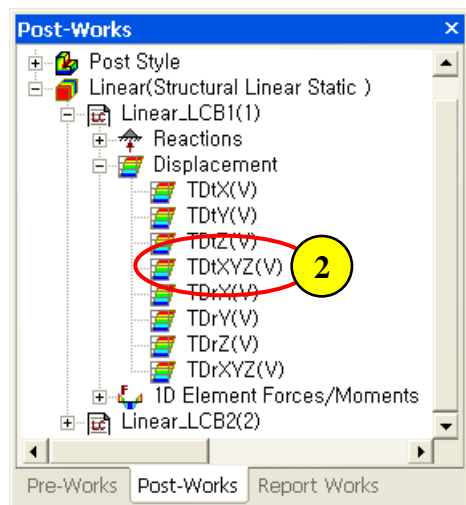 Post-Works
Post Style
Linear(Structural Linear Static )
Linear_LCB1(1)
Reactions
Displacement
TDtX(V)
TDtY(V)
TDtZ(V)
TDtXYZ(V) 2
TDrX(V)
TDrY(V)
TDrZ(V)
TDrXYZ(V)
1D Element Forces/Moments
Linear_LCB2(2)
Pre-Works Post-Works Report Works